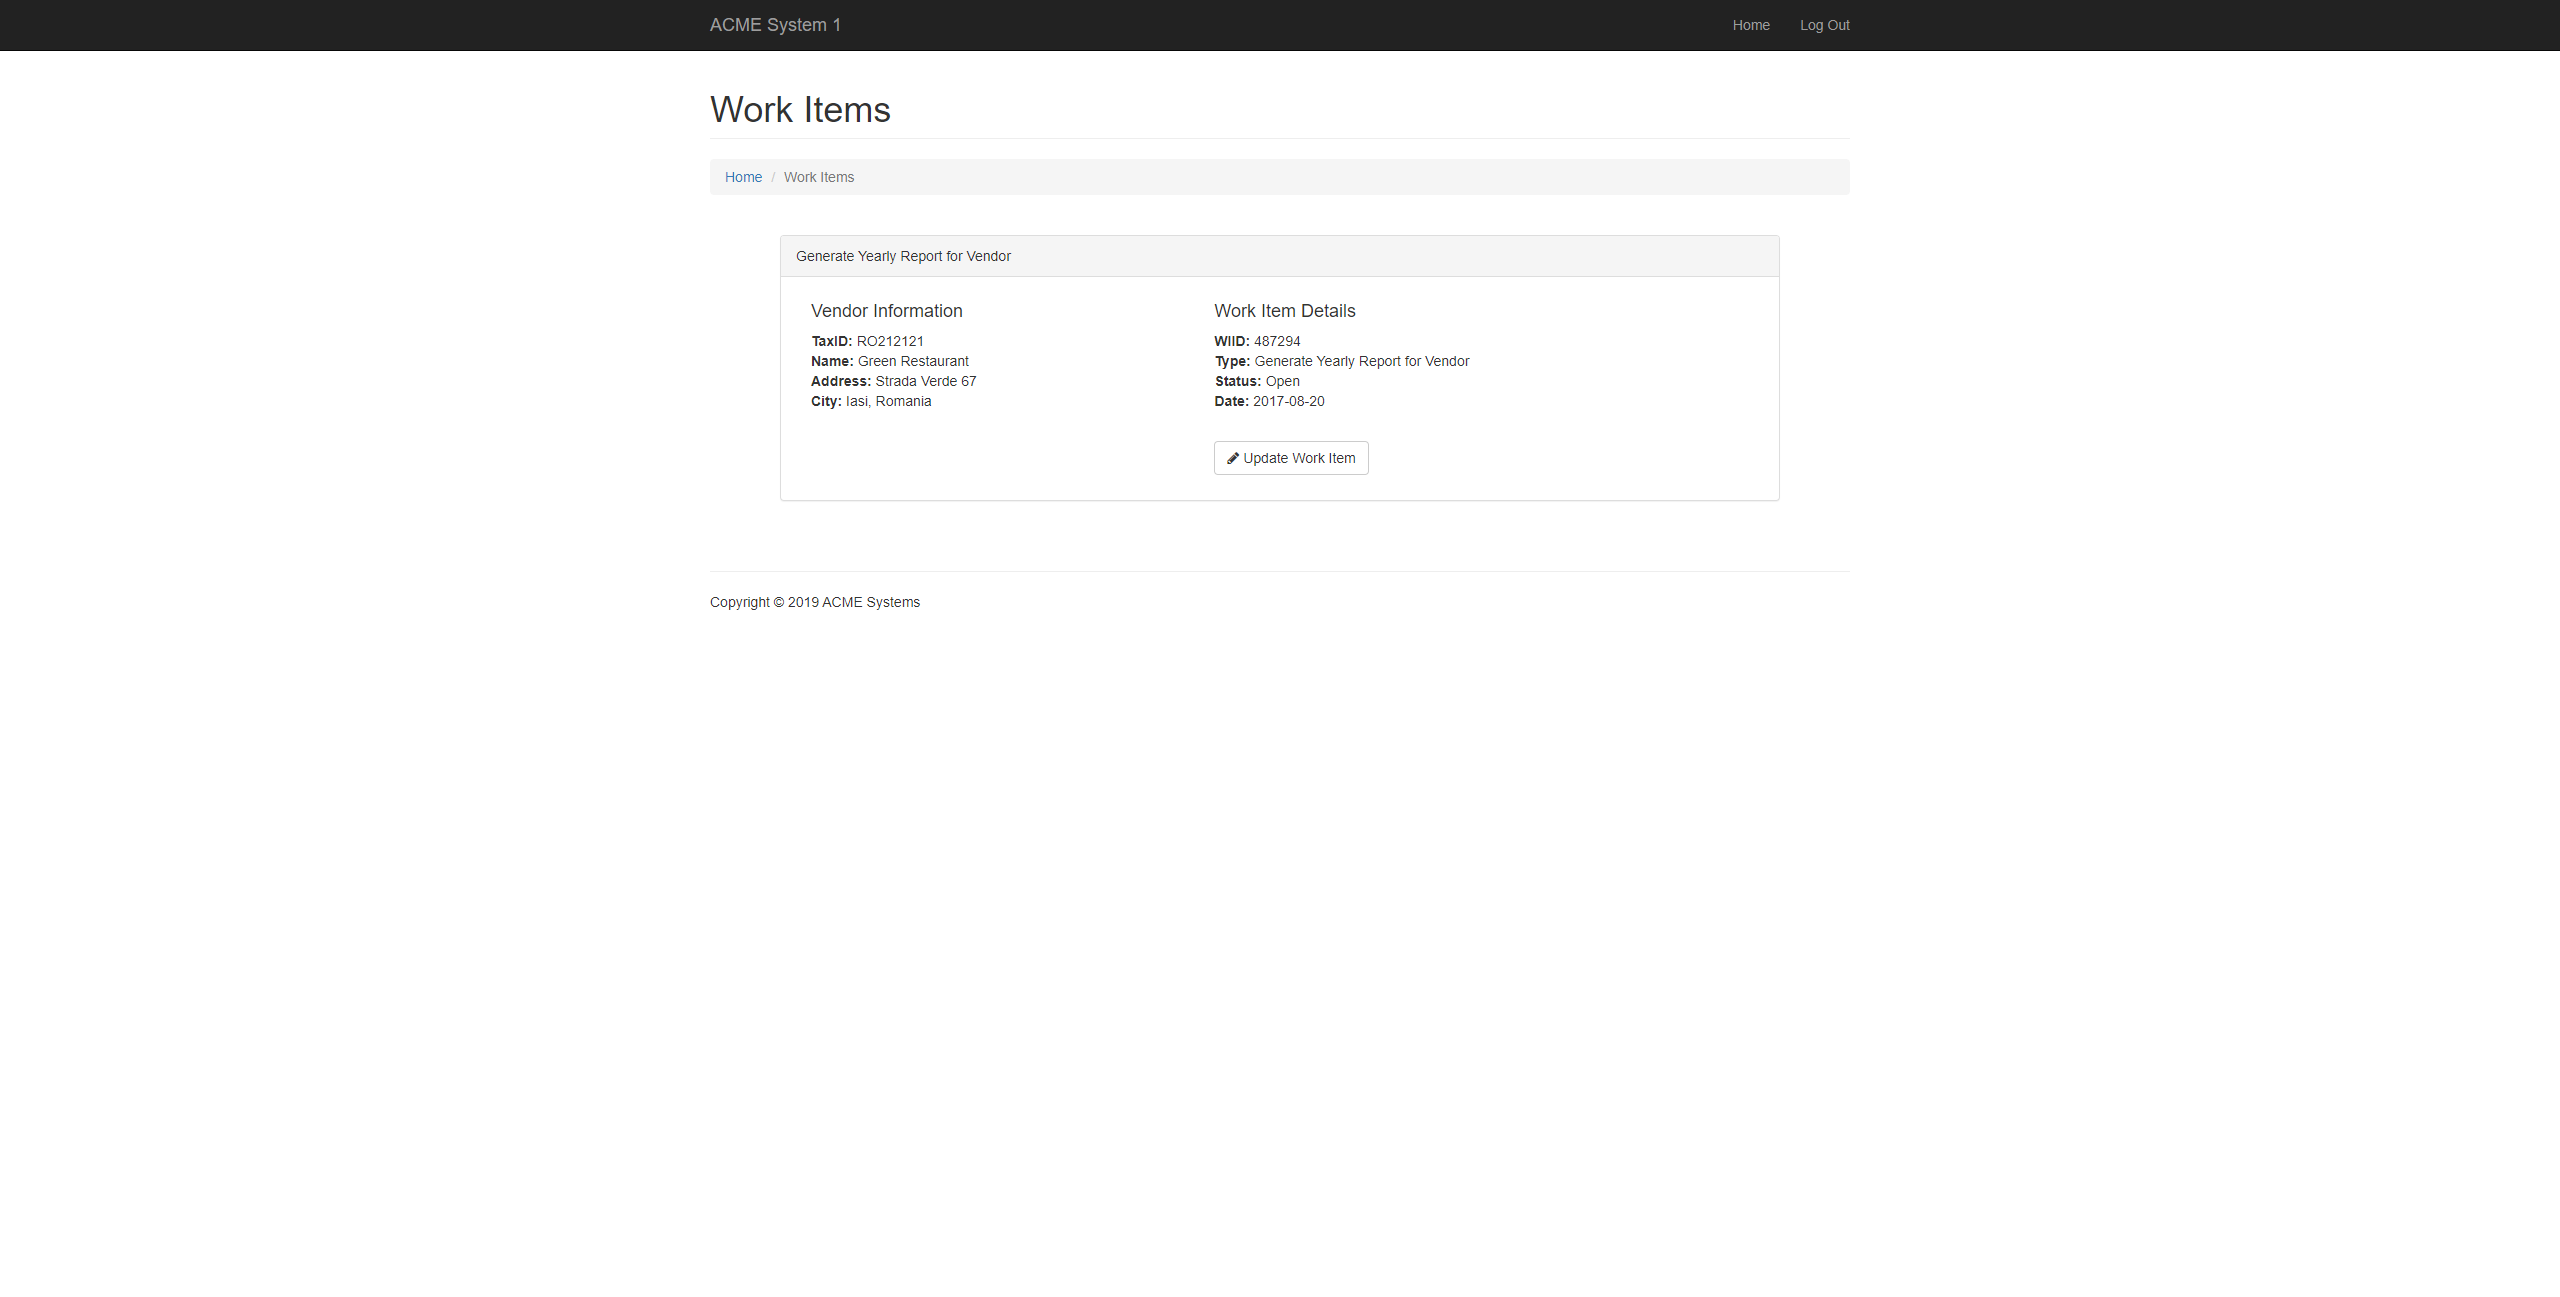 ACME System 1
Home
Log Out
Work Items
Home / Work Items
Generate Yearly Report for Vendor
Vendor Information
TaxID: RO212121
Name: Green Restaurant
Address: Strada Verde 67
City: Iasi, Romania
Work Item Details
WIID: 487294
Type: Generate Yearly Report for Vendor
Status: Open
Date: 2017-08-20
Update Work Item
Copyright © 2019 ACME Systems